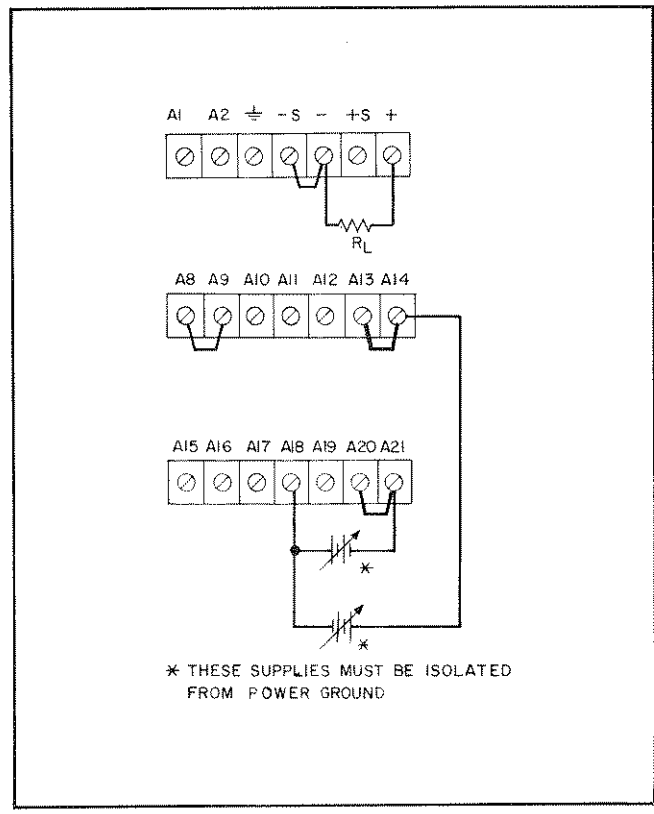 A1 A2 ⏚ -S - +S +
RL
A8 A9 A10 A11 A12 A13 A14
A15 A16 A17 A18 A19 A20 A21
*
*
* THESE SUPPLIES MUST BE ISOLATED
FROM POWER GROUND